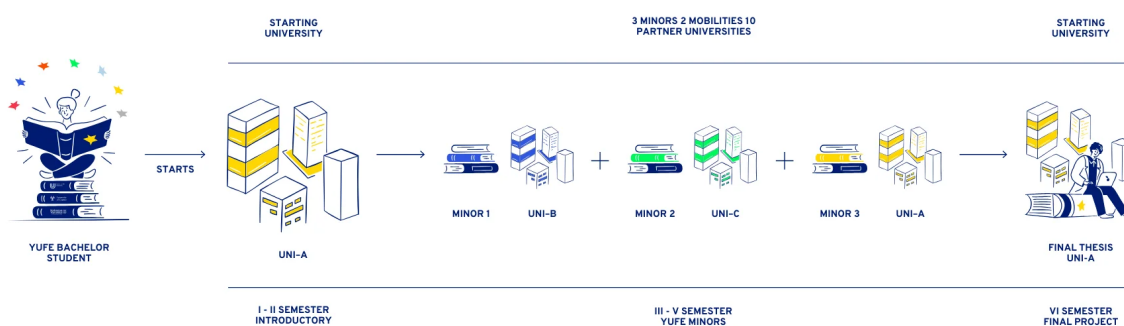 STARTING
UNIVERSITY
3 MINORS 2 MOBILITIES 10
PARTNER UNIVERSITIES
STARTING
UNIVERSITY
STARTS
MINOR 1
UNI-B
MINOR 2
UNI-C
MINOR 3
UNI-A
YUFE BACHELOR
STUDENT
UNI-A
FINAL THESIS
UNI-A
I - II SEMESTER
INTRODUCTORY
III - V SEMESTER
YUFE MINORS
VI SEMESTER
FINAL PROJECT